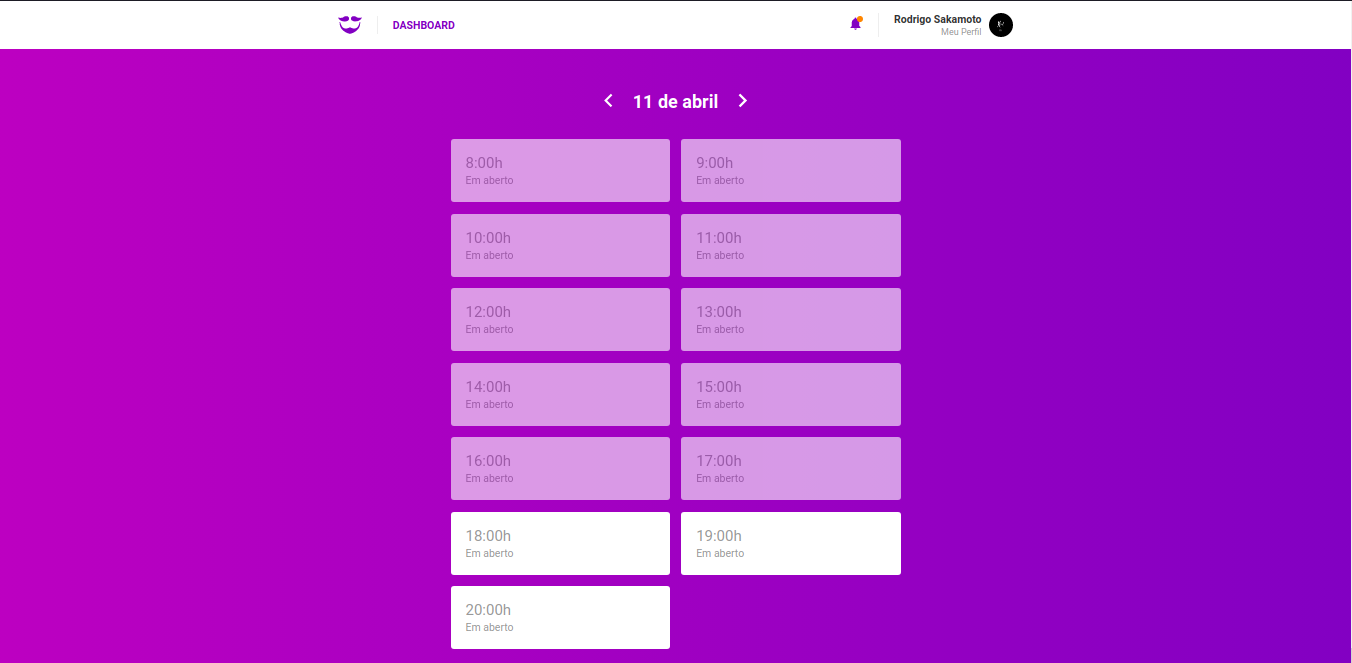 DASHBOARD
Rodrigo Sakamoto
Meu Perfil
11 de abril
8:00h
Em aberto
9:00h
Em aberto
10:00h
Em aberto
11:00h
Em aberto
12:00h
Em aberto
13:00h
Em aberto
14:00h
Em aberto
15:00h
Em aberto
16:00h
Em aberto
17:00h
Em aberto
18:00h
Em aberto
19:00h
Em aberto
20:00h
Em aberto